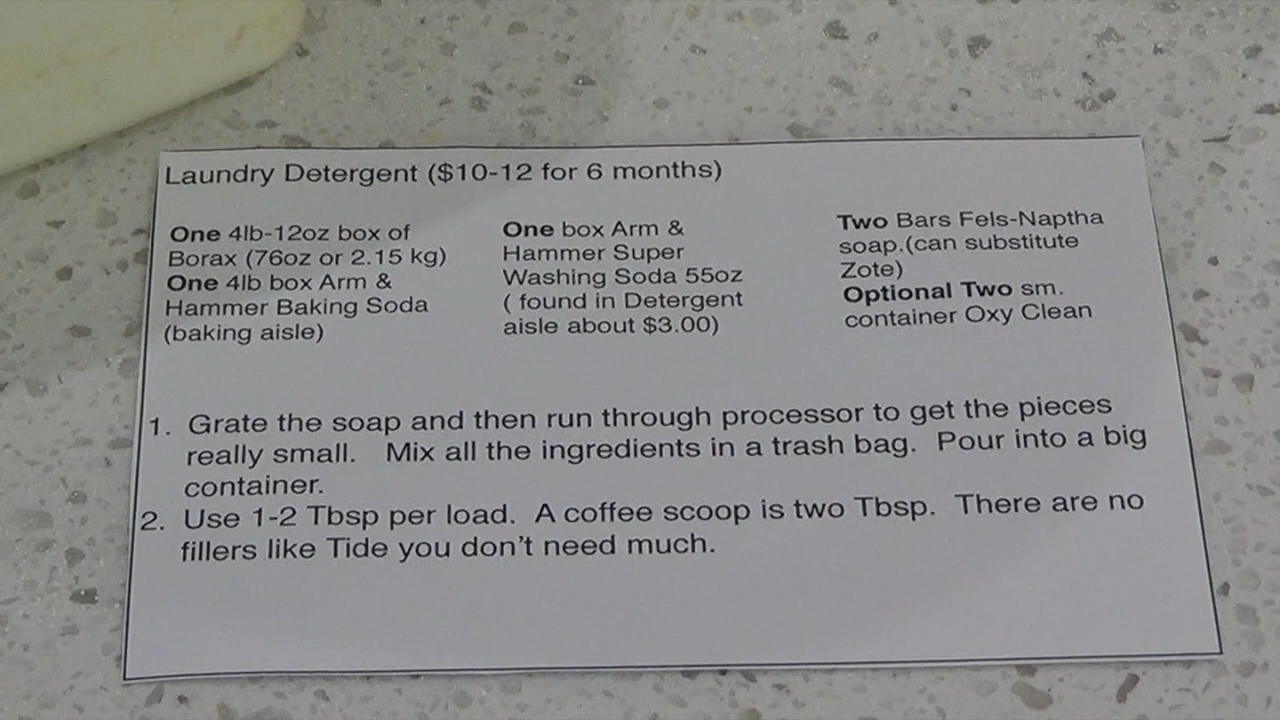 Laundry Detergent ($10-12 for 6 months)
One 4lb-12oz box of
Borax (76oz or 2.15 kg)
One 4lb box Arm &
Hammer Baking Soda
(baking aisle)
One box Arm &
Hammer Super
Washing Soda 55oz
( found in Detergent
aisle about $3.00)
Two Bars Fels-Naptha
soap.(can substitute
Zote)
Optional Two sm.
container Oxy Clean
1. Grate the soap and then run through processor to get the pieces
really small. Mix all the ingredients in a trash bag. Pour into a big
container.
2. Use 1-2 Tbsp per load. A coffee scoop is two Tbsp. There are no
fillers like Tide you don't need much.